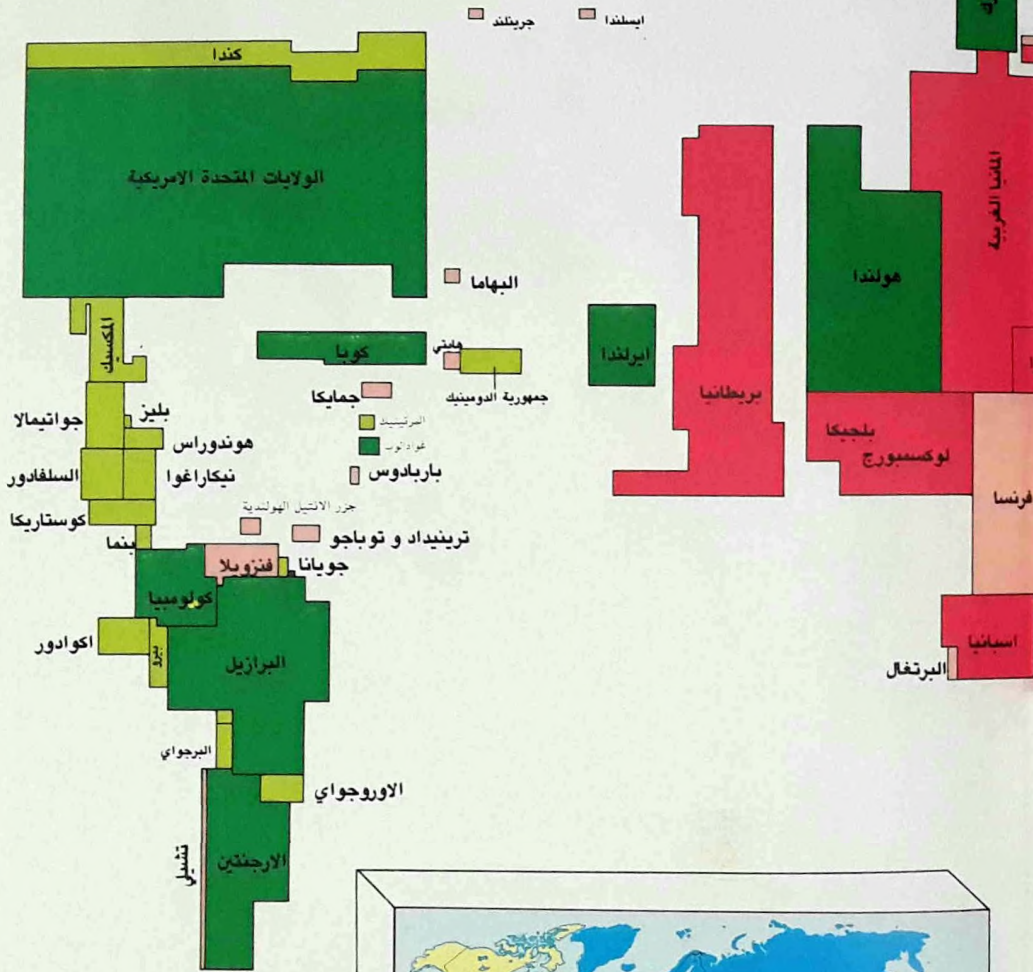 جرينلند
ايسلندا
كندا
الولايات المتحدة الامريكية
المانيا الغربية
هولندا
البهاما
المكسيك
كوبا
هايتي
ايرلندا
بريطانيا
جمهورية الدومينيك
جمايكا
بليز
جواتيمالا
المرتينييد
غوادالوب
هوندوراس
بلجيكا
لوكسمبورج
السلفادور
نيكاراغوا
باربادوس
فرنسا
كوستاريكا
جزر الانتيل الهولندية
ترينيداد و توباجو
بنما
فنزويلا
جويانا
كولومبيا
اكوادور
بيرو
البرازيل
اسبانيا
البرتغال
البرجواي
الاوروجواي
تشيلي
الارجنتين